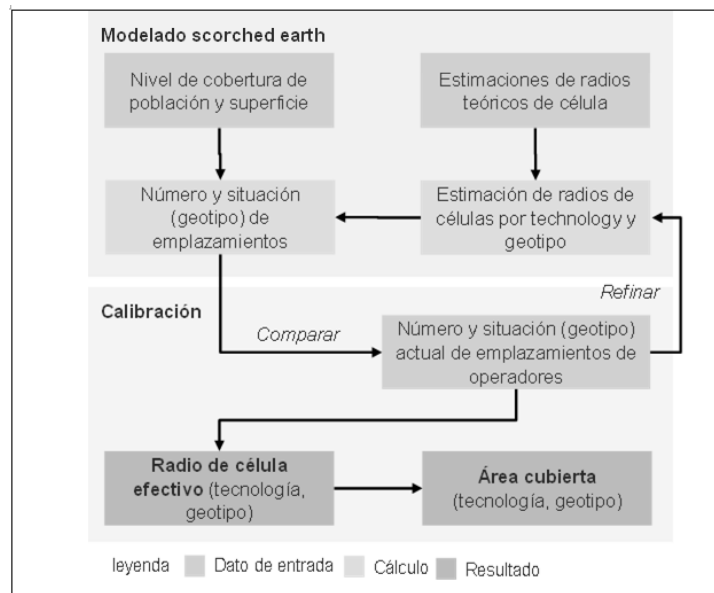 Modelado scorched earth
Nivel de cobertura de
población y superficie
Estimaciones de radios
teóricos de célula
Número y situación
(geotipo) de
emplazamientos
Estimación de radios de
células por technology y
geotipo
Refinar
Calibración
Comparar
Número y situación (geotipo)
actual de emplazamientos de
operadores
Radio de célula
efectivo (tecnología,
geotipo)
Área cubierta
(tecnología, geotipo)
leyenda
Dato de entrada
Cálculo
Resultado